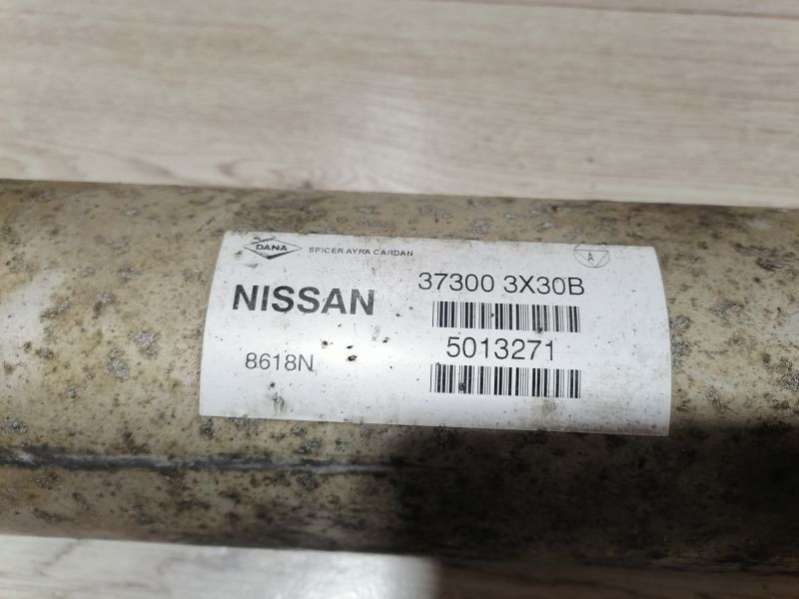 DANA SPICER AYRA CARDAN A
NISSAN 37300 3X30B
5013271
8618N